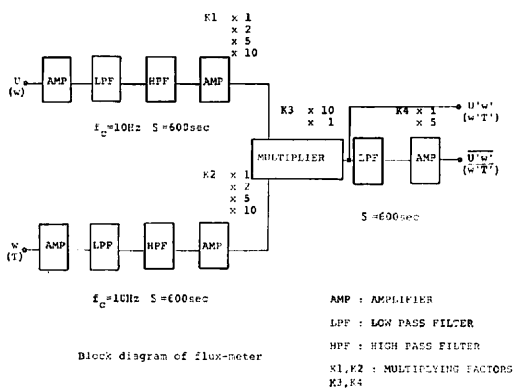 K1 x 1
x 2
x 5
x 10
U
(w)
AMP LPF HPF AMP
fc=10Hz S=600sec
K3 x 10
x 1
K4 x 1
x 5
U'w'
(w'T')
MULTIPLIER
LPF AMP
U'w'
(w'T')
S=600sec
K2 x 1
x 2
x 5
x 10
w
(T)
AMP LPF HPF AMP
fc=10Hz S=600sec
AMP : AMPLIFIER
LPF : LOW PASS FILTER
HPF : HIGH PASS FILTER
K1,K2 : MULTIPLYING FACTORS
K3,K4
Block diagram of flux-meter